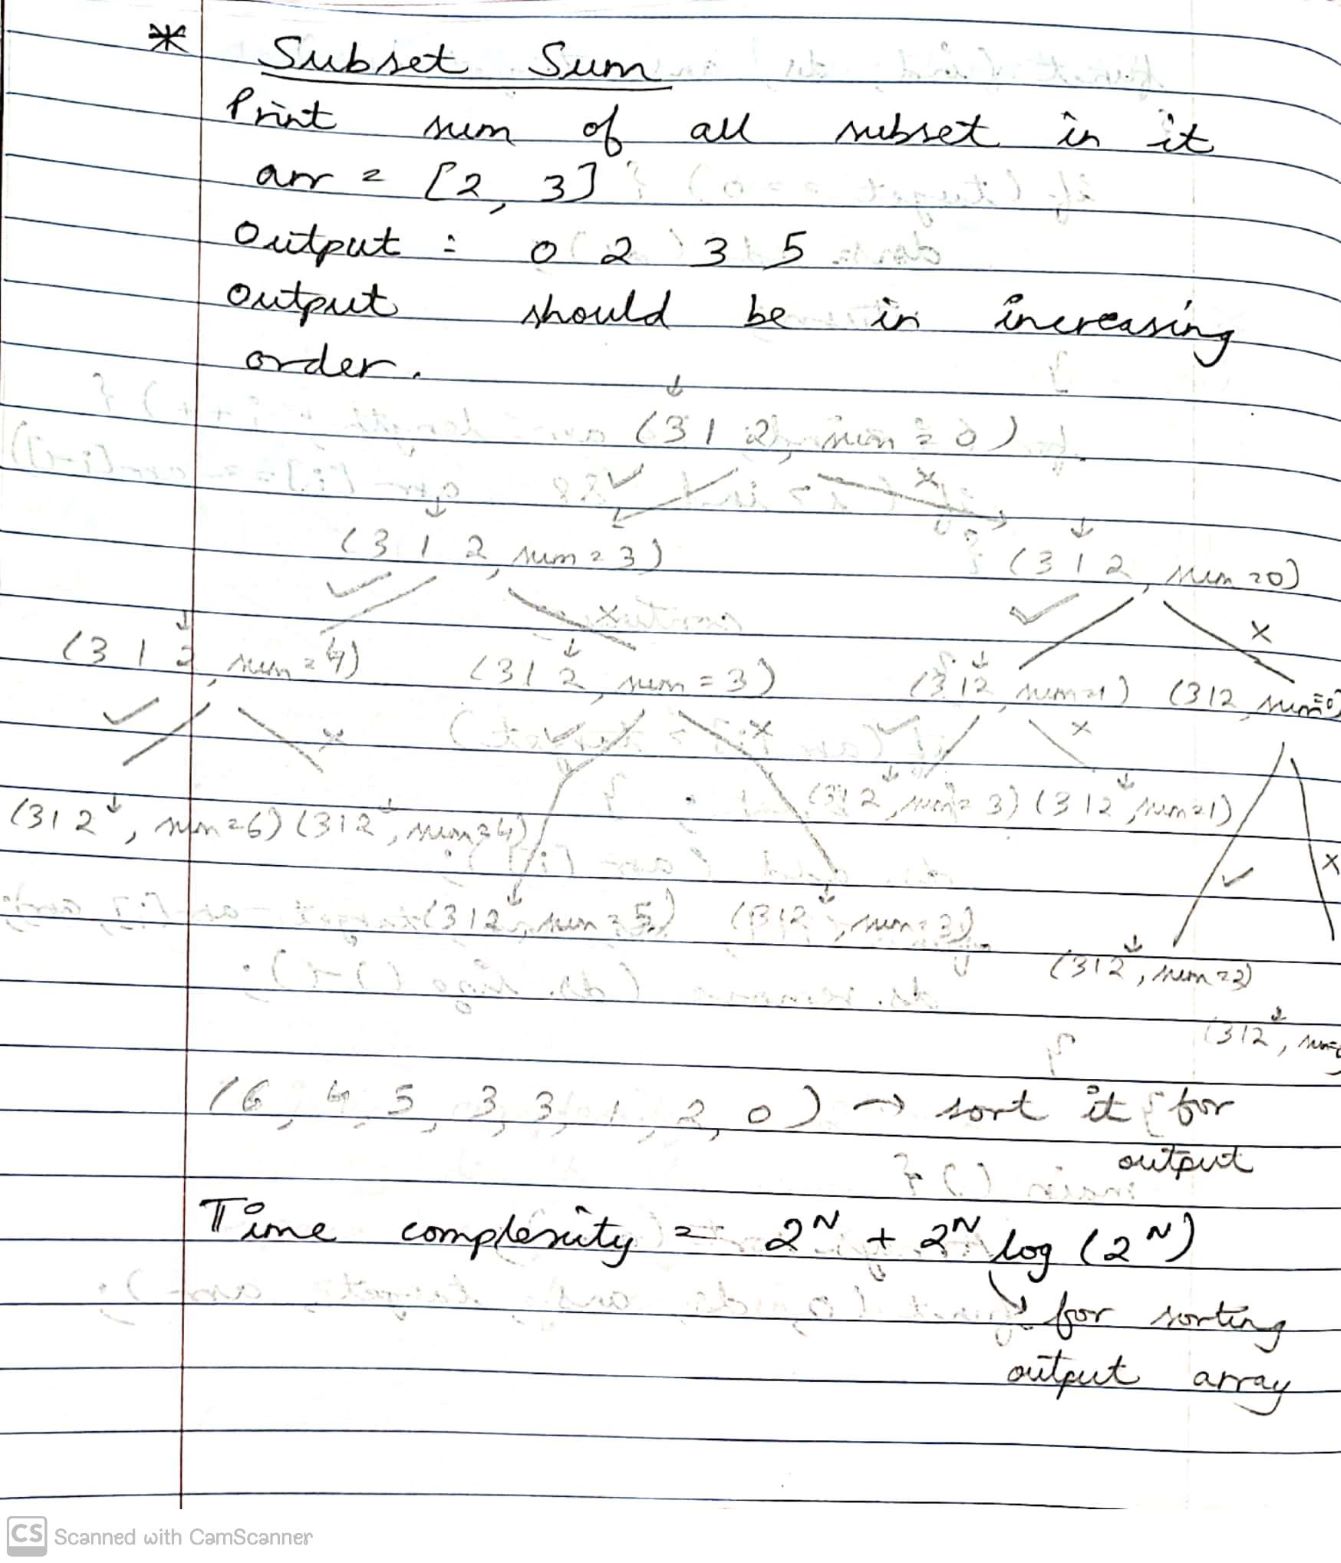 * Subset Sum
Print sum of all subset in it
arr = [2, 3]
Output : 0 2 3 5
Output should be in increasing
order.
(3 1 2, sum = 0)
(3 1 2, sum = 3) (3 1 2, sum = 0)
(3 1 2, sum = 4) (3 1 2, sum = 3) (3 1 2, sum = 1) (3 1 2, sum = 0)
(3 1 2, sum = 6) (3 1 2, sum = 4) (3 1 2, sum = 3) (3 1 2, sum = 1)
(3 1 2, sum = 5) (3 1 2, sum = 3)
(3 1 2, sum = 2)
(3 1 2,
(6, 4, 5, 3, 3, 1, 2, 0) → sort it for
output
Time complexity = 2^N + 2^N log (2^N)
↳ for sorting
output array
CS Scanned with CamScanner